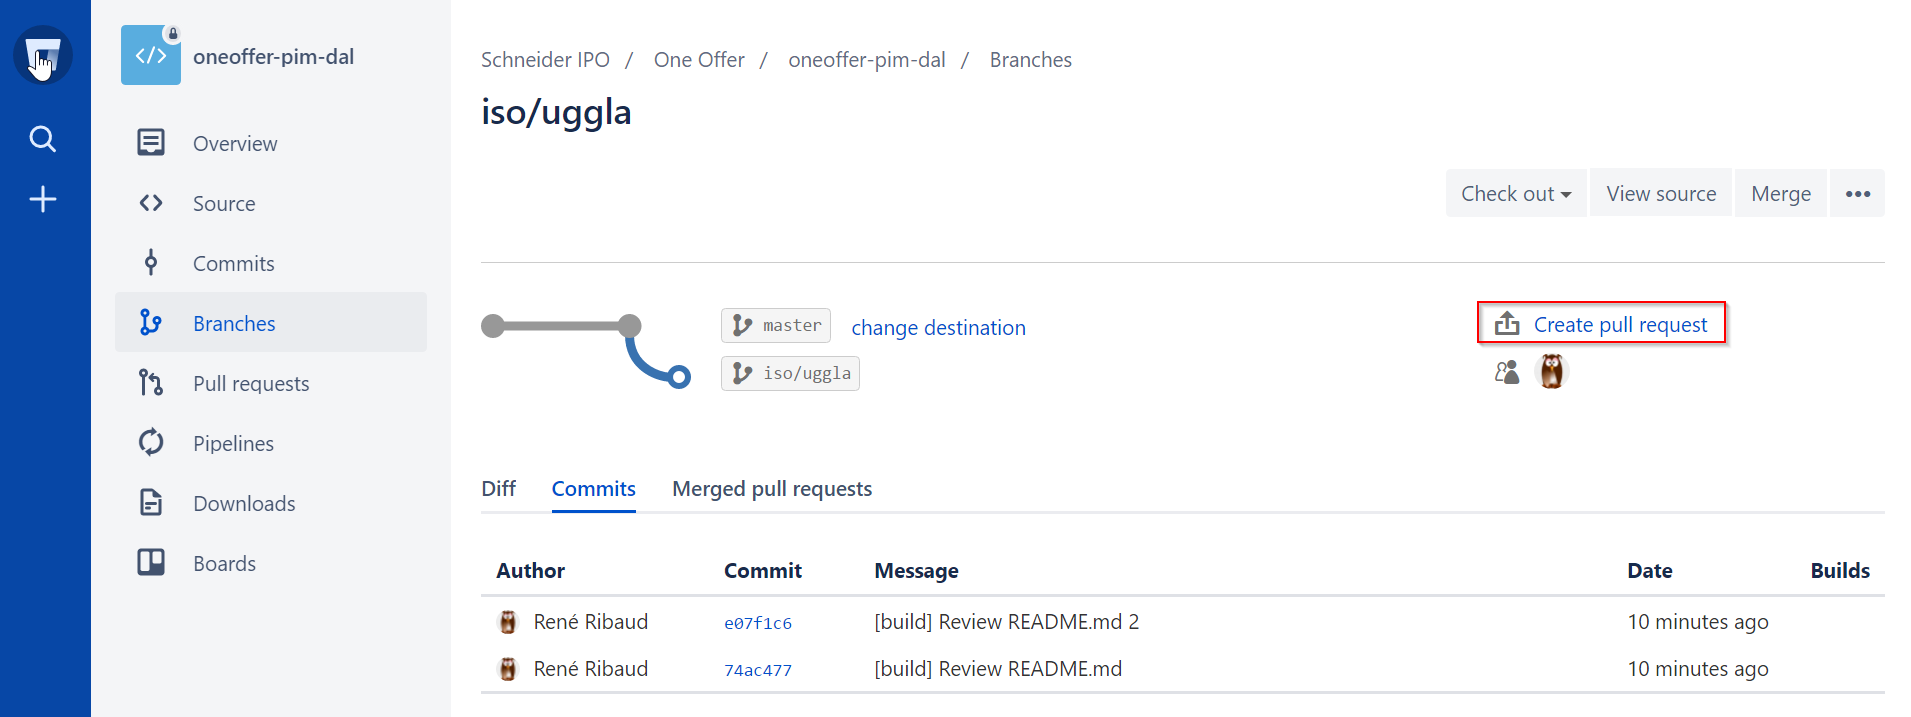 oneoffer-pim-dal
Overview
Source
Commits
Branches
Pull requests
Pipelines
Downloads
Boards
Schneider IPO / One Offer / oneoffer-pim-dal / Branches
iso/uggla
Check out View source Merge •••
master change destination
iso/uggla
Create pull request
Diff Commits Merged pull requests
Author Commit Message Date Builds
René Ribaud e07f1c6 [build] Review README.md 2 10 minutes ago
René Ribaud 74ac477 [build] Review README.md 10 minutes ago